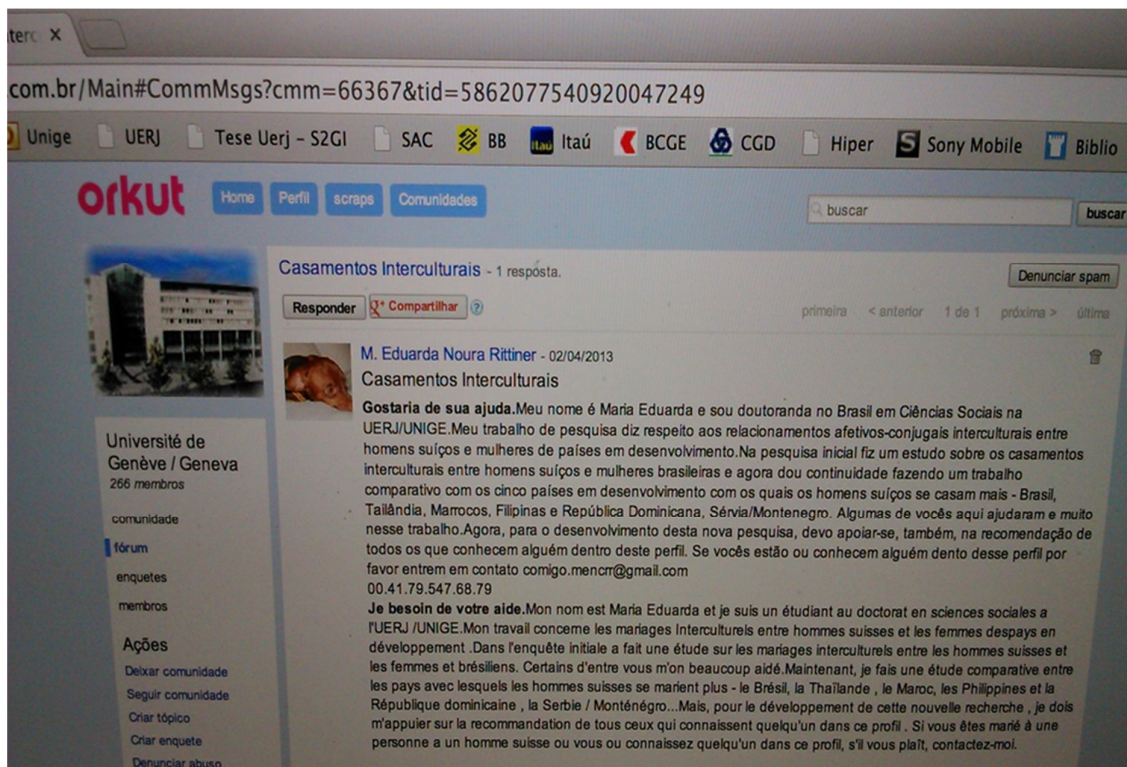 terc X
.com.br/Main#CommMsgs?cmm=66367&tid=5862077540920047249
Unige UERJ Tese Uerj – S2GI SAC BB Itaú BCGE CGD Hiper Sony Mobile Biblio
orkut Home Perfil scraps Comunidades buscar buscar
Casamentos Interculturais - 1 resposta. Denunciar spam
Responder g+ Compartilhar ? primeira < anterior 1 de 1 próxima > última
M. Eduarda Noura Rittiner - 02/04/2013
Casamentos Interculturais
Gostaria de sua ajuda.Meu nome é Maria Eduarda e sou doutoranda no Brasil em Ciências Sociais na
UERJ/UNIGE.Meu trabalho de pesquisa diz respeito aos relacionamentos afetivos-conjugais interculturais entre
homens suíços e mulheres de países em desenvolvimento.Na pesquisa inicial fiz um estudo sobre os casamentos
interculturais entre homens suíços e mulheres brasileiras e agora dou continuidade fazendo um trabalho
comparativo com os cinco países em desenvolvimento com os quais os homens suíços se casam mais - Brasil,
Tailândia, Marrocos, Filipinas e República Dominicana, Sérvia/Montenegro. Algumas de vocês aqui ajudaram e muito
nesse trabalho.Agora, para o desenvolvimento desta nova pesquisa, devo apoiar-se, também, na recomendação de
todos os que conhecem alguém dentro deste perfil. Se vocês estão ou conhecem alguém dento desse perfil por
favor entrem em contato comigo.mencrr@gmail.com
00.41.79.547.68.79
Je besoin de votre aide.Mon nom est Maria Eduarda et je suis un étudiant au doctorat en sciences sociales a
l'UERJ /UNIGE.Mon travail concerne les mariages Interculturels entre hommes suisses et les femmes despays en
développement .Dans l'enquête initiale a fait une étude sur les mariages interculturels entre les hommes suisses et
les femmes et brésiliens. Certains d'entre vous m'on beaucoup aidé.Maintenant, je fais une étude comparative entre
les pays avec lesquels les hommes suisses se marient plus - le Brésil, la Thaïlande , le Maroc, les Philippines et la
République dominicaine , la Serbie / Monténégro...Mais, pour le développement de cette nouvelle recherche , je dois
m'appuier sur la recommandation de tous ceux qui connaissent quelqu'un dans ce profil . Si vous êtes marié à une
personne a un homme suisse ou vous ou connaissez quelqu'un dans ce profil, s'il vous plaît, contactez-moi.
Université de
Genève / Geneva
266 membros
comunidade
fórum
enquetes
membros
Ações
Deixar comunidade
Seguir comunidade
Criar tópico
Criar enquete
Denunciar abuso